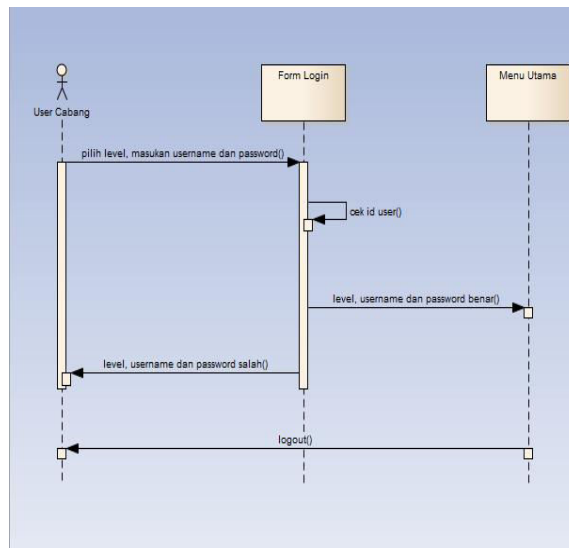 Form Login
Menu Utama
User Cabang
pilih level, masukan username dan password()
cek id user()
level, username dan password benar()
level, username dan password salah()
logout()